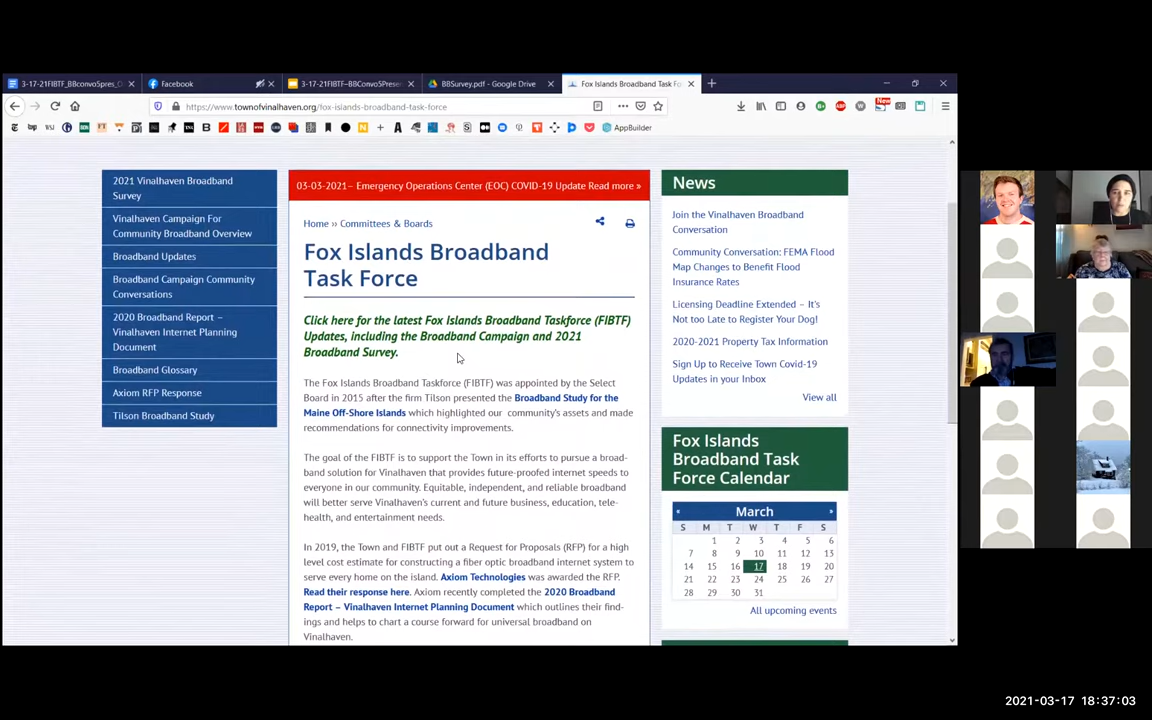 3-17-21FIBTF_BBconvo5pres_
Facebook
3-17-21FIBTF-BBconvo5Prese
BBSurvey.pdf - Google Drive
Fox Islands Broadband Task Fo
https://www.townofvinalhaven.org/fox-islands-broadband-task-force
New
AppBuilder
2021 Vinalhaven Broadband
Survey
Vinalhaven Campaign For
Community Broadband Overview
Broadband Updates
Broadband Campaign Community
Conversations
2020 Broadband Report –
Vinalhaven Internet Planning
Document
Broadband Glossary
Axiom RFP Response
Tilson Broadband Study
03-03-2021– Emergency Operations Center (EOC) COVID-19 Update Read more »
Home ›› Committees & Boards
Fox Islands Broadband
Task Force
Click here for the latest Fox Islands Broadband Taskforce (FIBTF)
Updates, including the Broadband Campaign and 2021
Broadband Survey.
The Fox Islands Broadband Taskforce (FIBTF) was appointed by the Select
Board in 2015 after the firm Tilson presented the Broadband Study for the
Maine Off-Shore Islands which highlighted our community's assets and made
recommendations for connectivity improvements.
The goal of the FIBTF is to support the Town in its efforts to pursue a broad-
band solution for Vinalhaven that provides future-proofed internet speeds to
everyone in our community. Equitable, independent, and reliable broadband
will better serve Vinalhaven's current and future business, education, tele-
health, and entertainment needs.
In 2019, the Town and FIBTF put out a Request for Proposals (RFP) for a high
level cost estimate for constructing a fiber optic broadband internet system to
serve every home on the island. Axiom Technologies was awarded the RFP.
Read their response here. Axiom recently completed the 2020 Broadband
Report – Vinalhaven Internet Planning Document which outlines their find-
ings and helps to chart a course forward for universal broadband on
Vinalhaven.
News
Join the Vinalhaven Broadband
Conversation
Community Conversation: FEMA Flood
Map Changes to Benefit Flood
Insurance Rates
Licensing Deadline Extended – It's
Not too Late to Register Your Dog!
2020-2021 Property Tax Information
Sign Up to Receive Town Covid-19
Updates in your Inbox
View all
Fox Islands
Broadband Task
Force Calendar
« March »
S M T W T F S
1 2 3 4 5 6
7 8 9 10 11 12 13
14 15 16 17 18 19 20
21 22 23 24 25 26 27
28 29 30 31
All upcoming events
2021-03-17 18:37:03